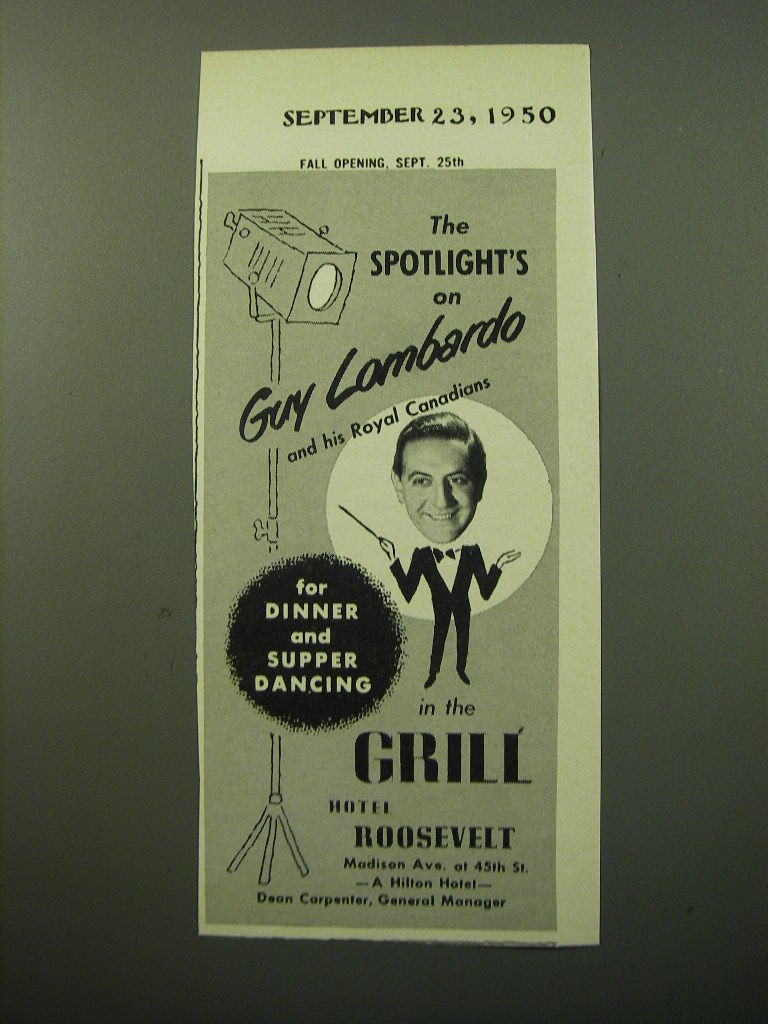 SEPTEMBER 23, 1950
FALL OPENING, SEPT. 25th
The
SPOTLIGHT'S
on
Guy Lombardo
and his Royal Canadians
for
DINNER
and
SUPPER
DANCING
in the
GRILL
HOTEL
ROOSEVELT
Madison Ave. at 45th St.
—A Hilton Hotel—
Dean Carpenter, General Manager